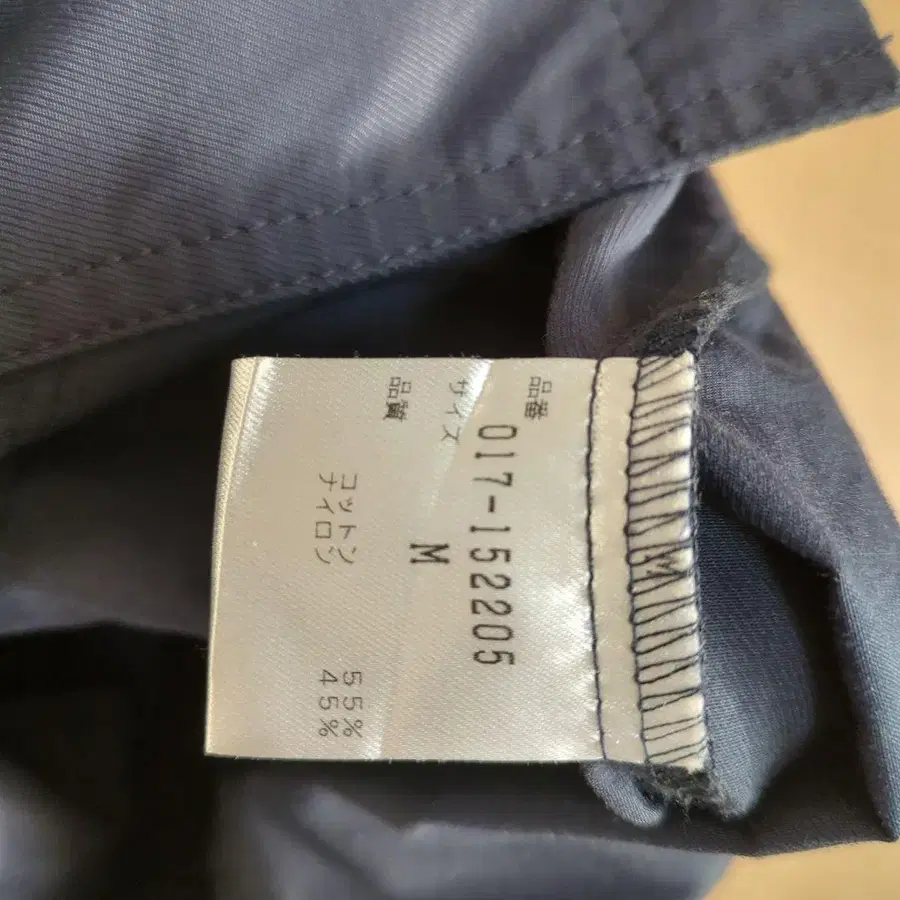 品番 017-152205
サイズ M
品質
コットン 55%
ナイロン 45%